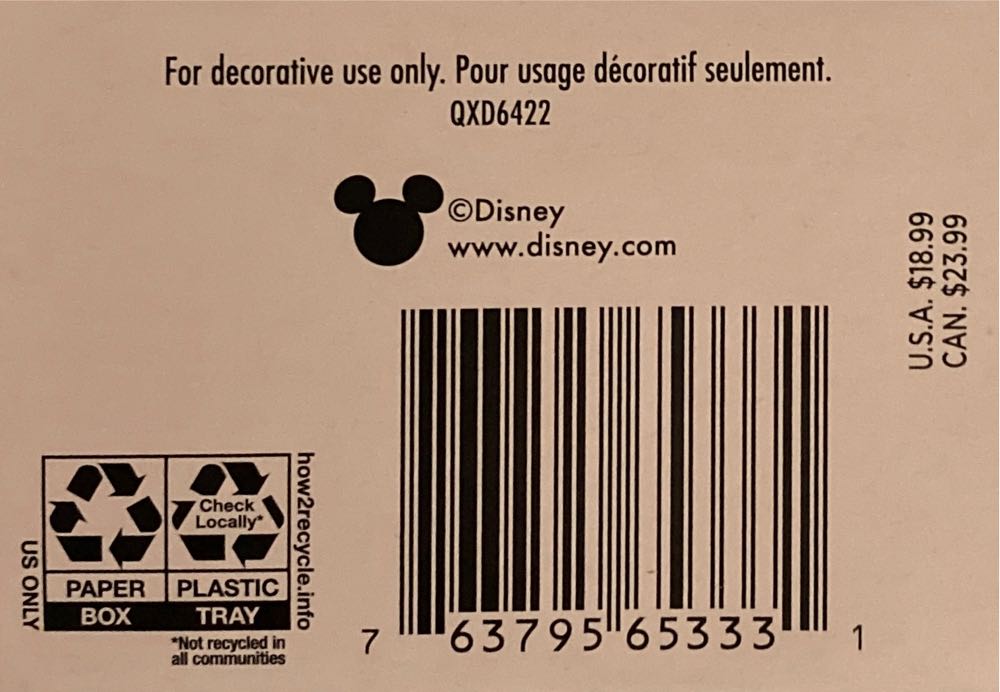 For decorative use only. Pour usage décoratif seulement.
QXD6422
©Disney
www.disney.com
U.S.A. $18.99
CAN. $23.99
7 63795 65333 1
US ONLY
Check
Locally*
PAPER PLASTIC
BOX TRAY
how2recycle.info
*Not recycled in
all communities